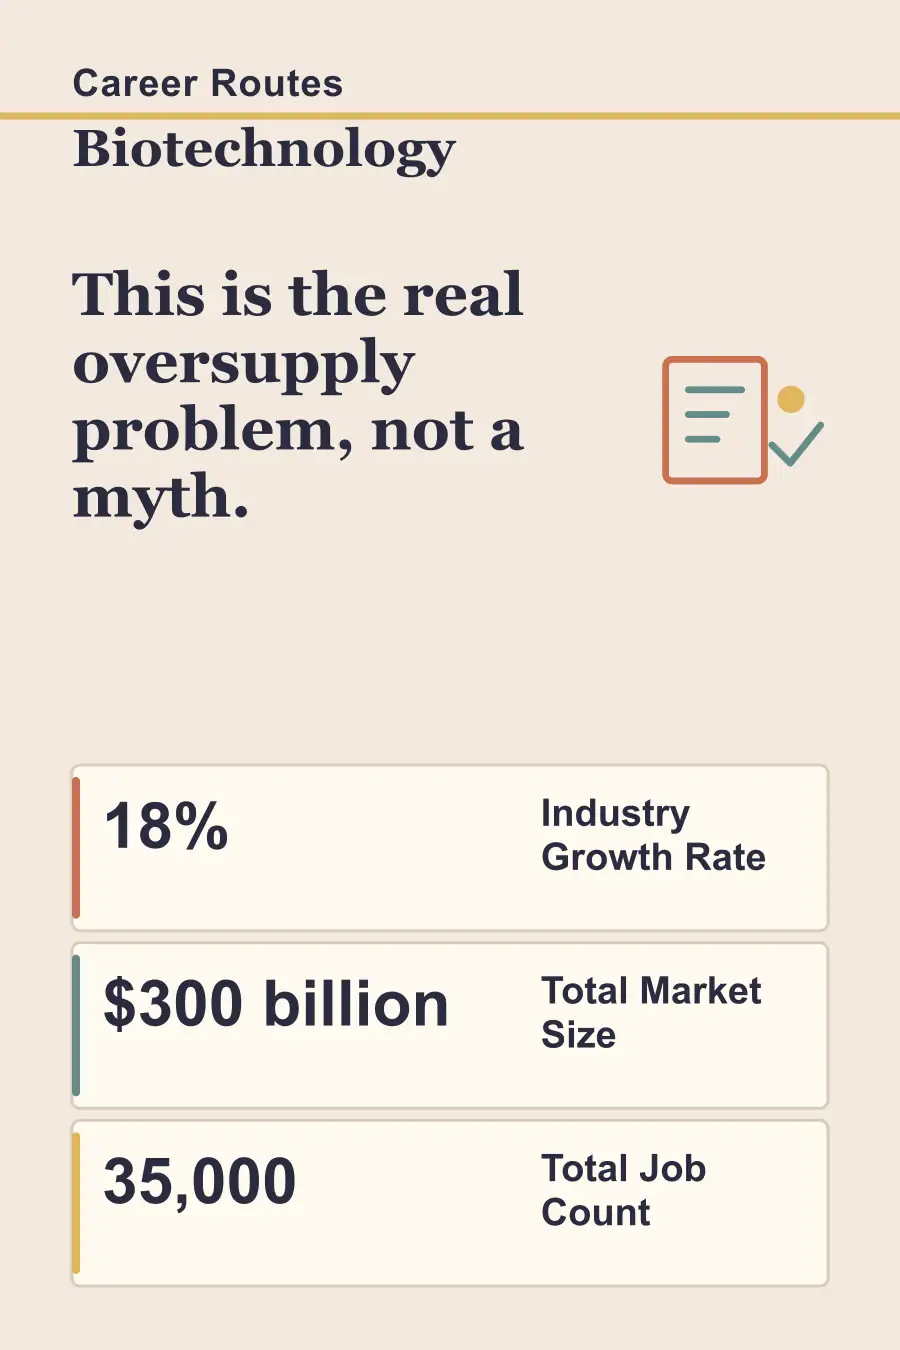 Career Routes
Biotechnology
This is the real
oversupply
problem, not a
myth.
18%
Industry
Growth Rate
$300 billion
Total Market
Size
35,000
Total Job
Count